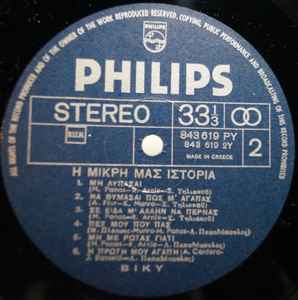 ALL RIGHTS OF THE RECORD PRODUCER AND OF THE OWNER OF THE WORK REPRODUCED RESERVED. COPYING, PUBLIC PERFORMANCE AND BROADCASTING OF THIS RECORD PROHIBITED
PHILIPS
PHILIPS
STEREO 33 1/3
843 619 PY
843 619 2Y
MADE IN GREECE
2
Η ΜΙΚΡΗ ΜΑΣ ΙΣΤΟΡΙΑ
1. ΜΗ ΛΥΠΑΣΑΙ
2. ΝΑ ΘΥΜΑΣΑΙ ΠΩΣ Μ' ΑΓΑΠΑΣ
3. ΣΕ ΕΙΔΑ Μ' ΑΛΛΗΝ ΝΑ ΠΕΡΝΑΣ
4. ΠΕΣ ΜΟΥ ΠΟΥ ΠΑΣ
5. ΜΗ ΜΕ ΡΩΤΑΣ ΓΙΑΤΙ
6. Η ΠΡΩΤΗ ΜΟΥ ΑΓΑΠΗ
ΒΙΚΥ